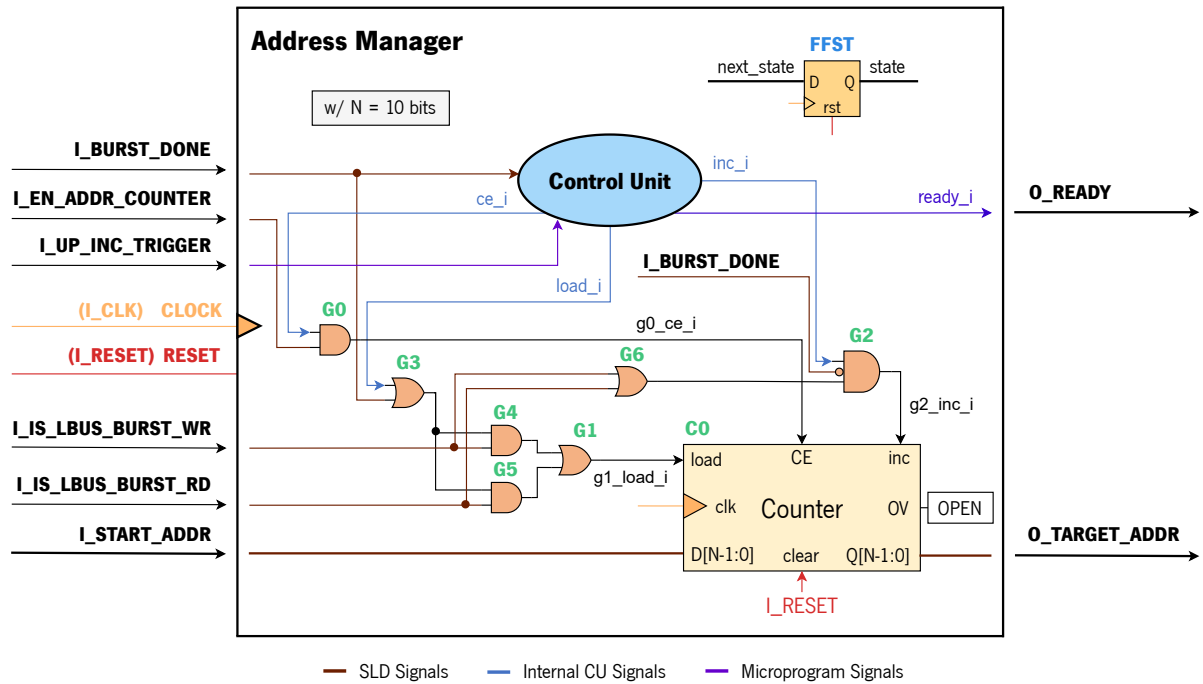 Address Manager
FFST
next_state
state
D
Q
rst
w/ N = 10 bits
I_BURST_DONE
I_EN_ADDR_COUNTER
I_UP_INC_TRIGGER
(I_CLK) CLOCK
(I_RESET) RESET
I_IS_LBUS_BURST_WR
I_IS_LBUS_BURST_RD
I_START_ADDR
Control Unit
inc_i
ce_i
ready_i
O_READY
load_i
I_BURST_DONE
G0
g0_ce_i
G3
G6
G2
g2_inc_i
G4
G1
G5
g1_load_i
C0
load
CE
inc
clk
Counter
OV
OPEN
D[N-1:0]
clear
Q[N-1:0]
O_TARGET_ADDR
I_RESET
SLD Signals
Internal CU Signals
Microprogram Signals